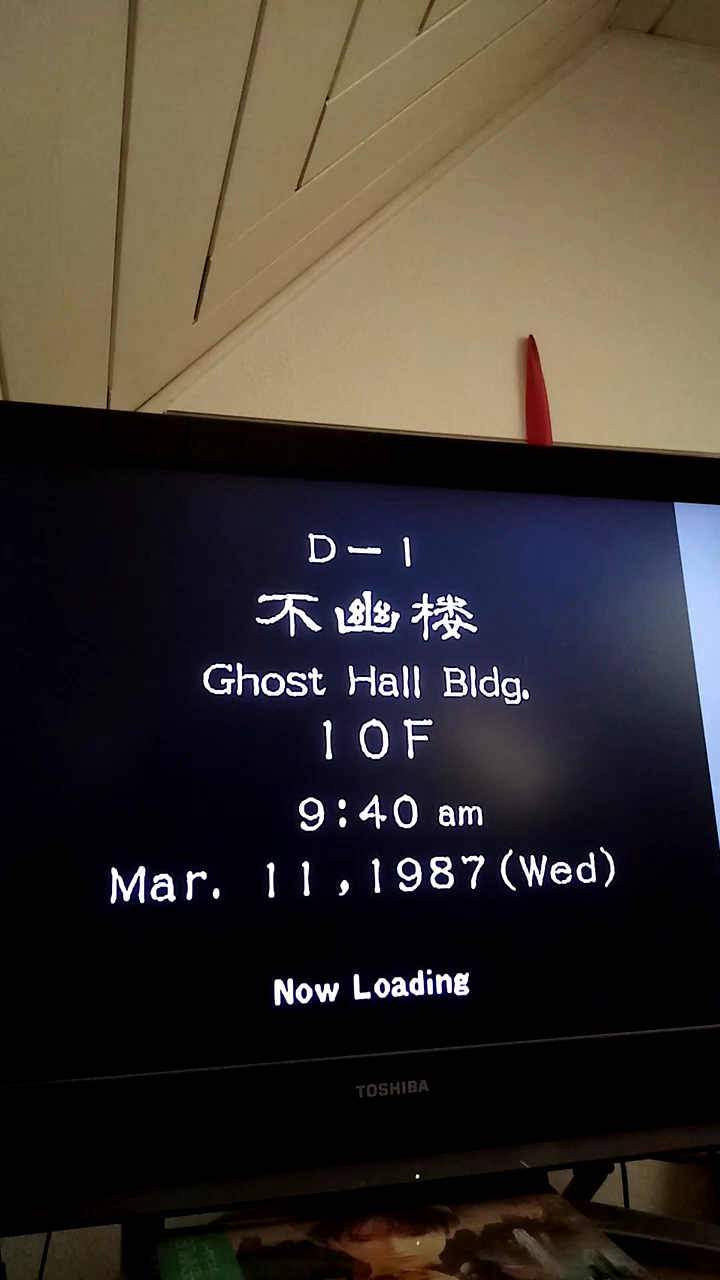 D-1
不幽楼
Ghost Hall Bldg.
10F
9:40 am
Mar. 11,1987(Wed)
Now Loading
TOSHIBA